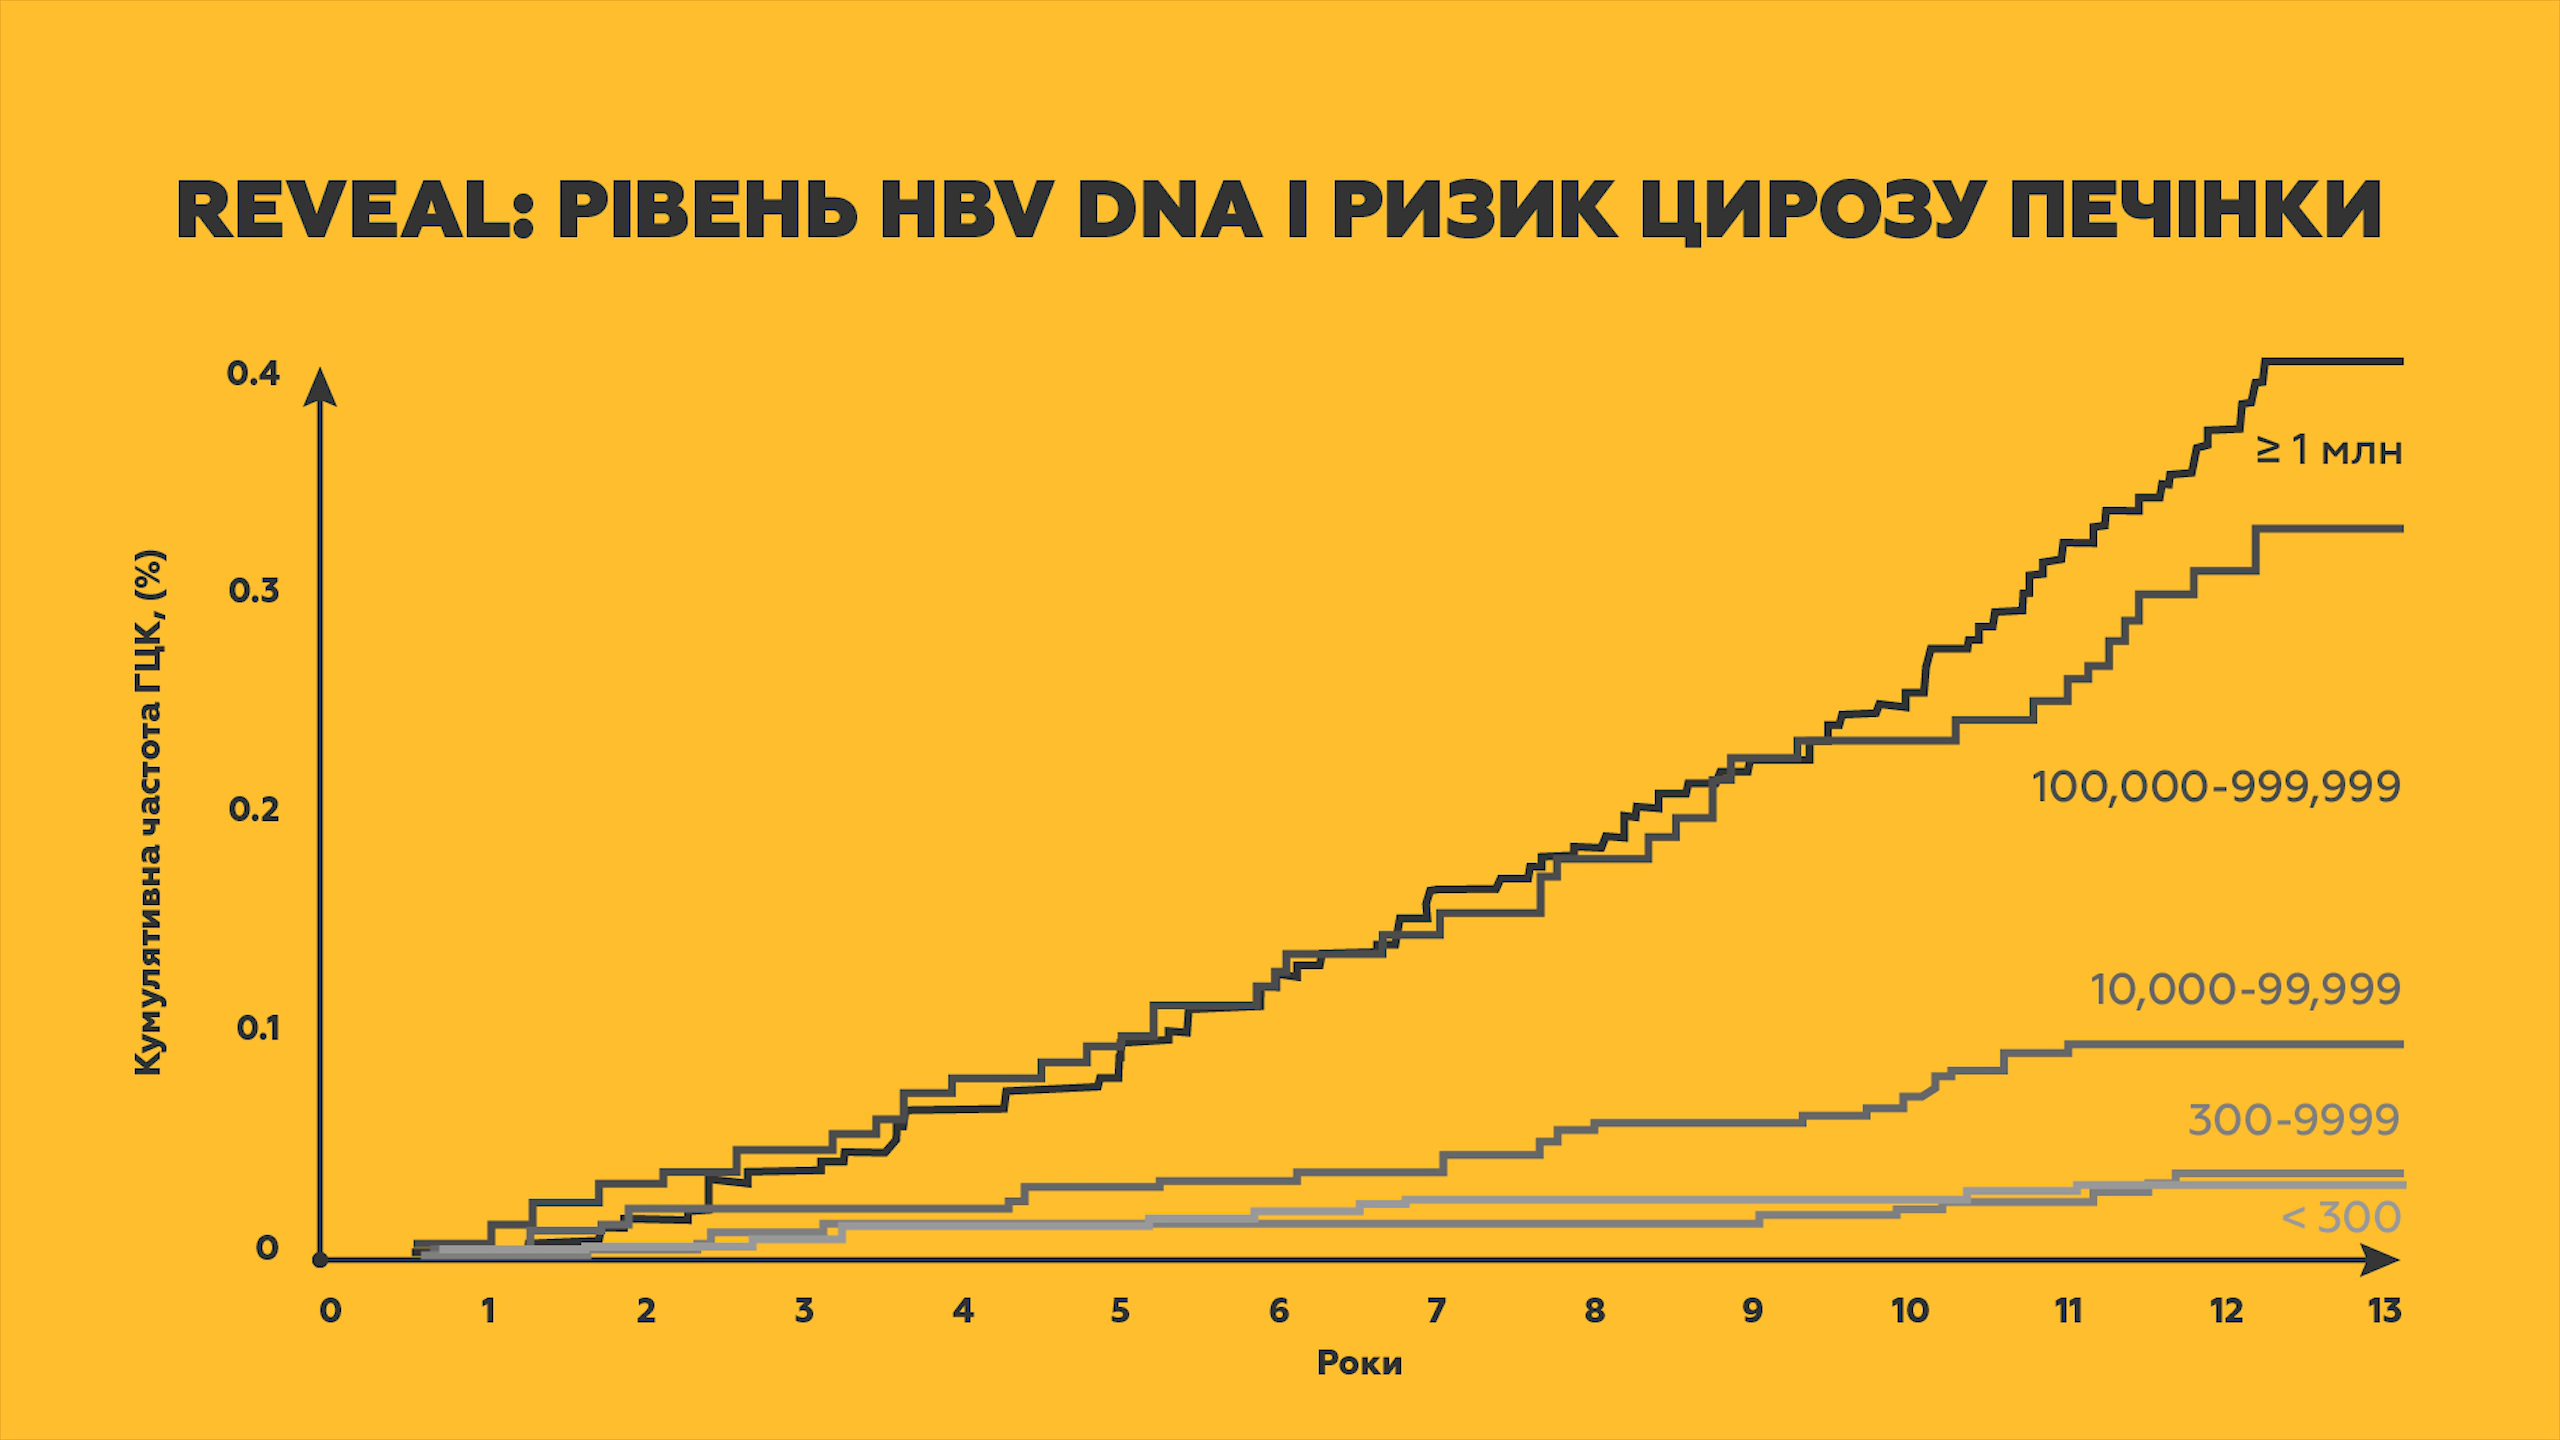 REVEAL: РІВЕНЬ HBV DNA І РИЗИК ЦИРОЗУ ПЕЧІНКИ
Кумулятивна частота ГЦК, (%)
0.4
0.3
0.2
0.1
0
≥ 1 млн
100,000-999,999
10,000-99,999
300-9999
< 300
0 1 2 3 4 5 6 7 8 9 10 11 12 13
Роки